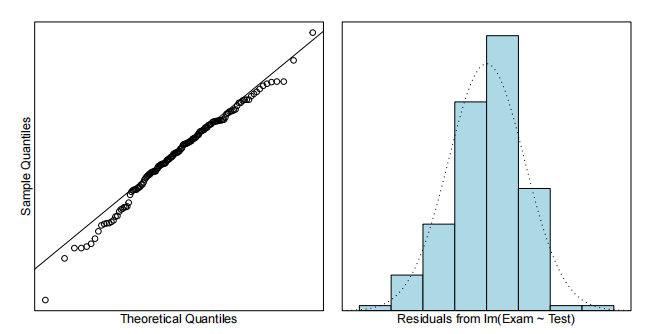 Sample Quantiles
Theoretical Quantiles
Residuals from lm(Exam ~ Test)